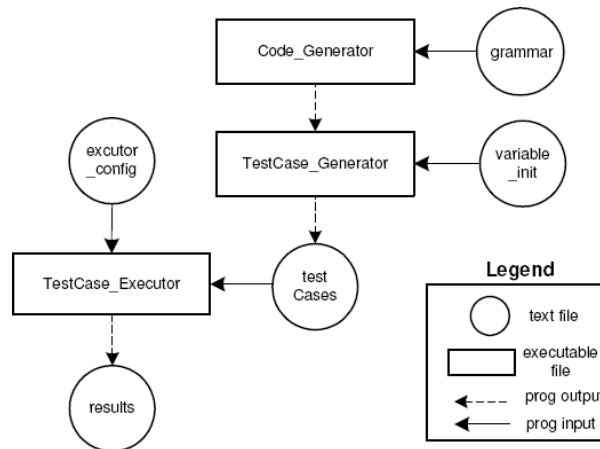 Code_Generator
grammar
excutor
_config
TestCase_Generator
variable
_init
TestCase_Executor
test
Cases
results
Legend
text file
executable
file
prog output
prog input